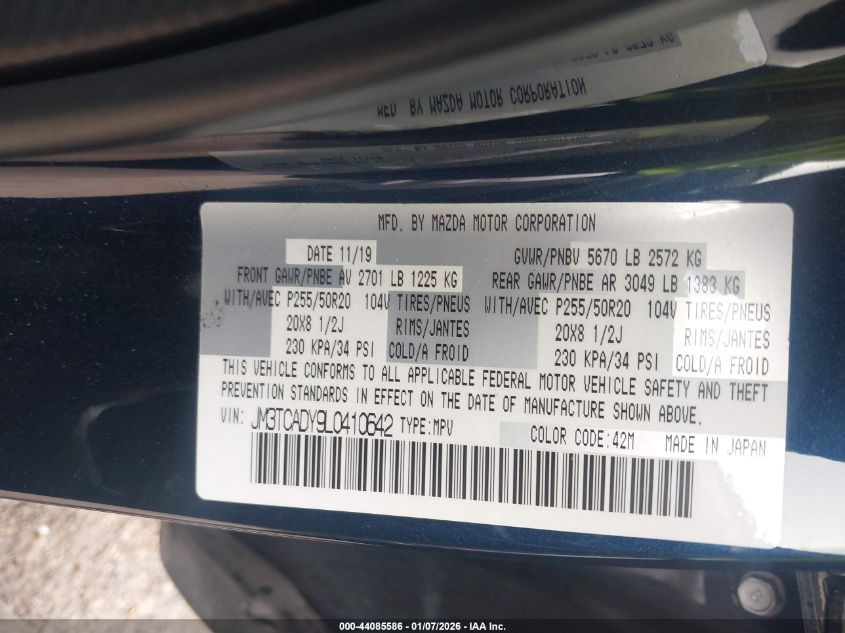 MFD. BY MAZDA MOTOR CORPORATION
MFD. BY MAZDA MOTOR CORPORATION
DATE 11/19 GVWR/PNBV 5670 LB 2572 KG
FRONT GAWR/PNBE AV 2701 LB 1225 KG REAR GAWR/PNBE AR 3049 LB 1383 KG
WITH/AVEC P255/50R20 104V TIRES/PNEUS WITH/AVEC P255/50R20 104V TIRES/PNEUS
20X8 1/2J RIMS/JANTES 20X8 1/2J RIMS/JANTES
230 KPA/34 PSI COLD/A FROID 230 KPA/34 PSI COLD/A FROID
THIS VEHICLE CONFORMS TO ALL APPLICABLE FEDERAL MOTOR VEHICLE SAFETY AND THEFT
PREVENTION STANDARDS IN EFFECT ON THE DATE OF MANUFACTURE SHOWN ABOVE.
VIN: JM3TCADY9L0410642 TYPE:MPV COLOR CODE:42M MADE IN JAPAN
000-44085586 - 01/07/2026 - IAA Inc.